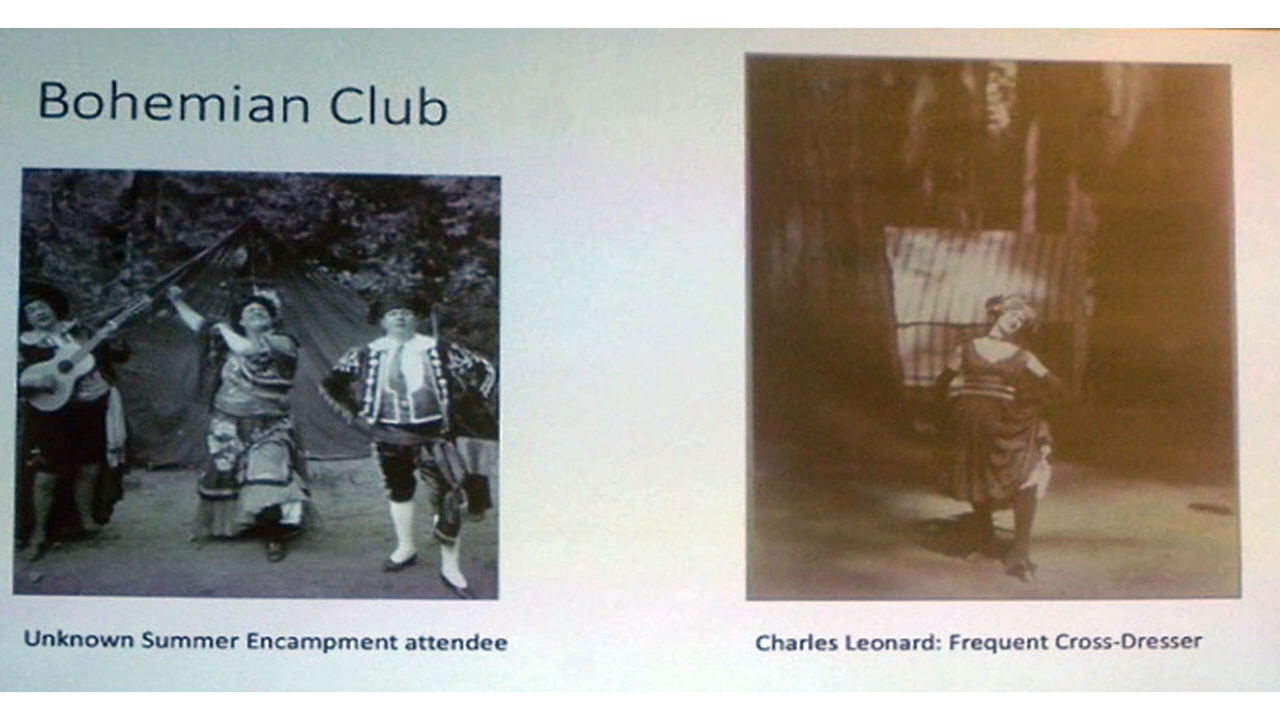 Bohemian Club
Unknown Summer Encampment attendee
Charles Leonard: Frequent Cross-Dresser